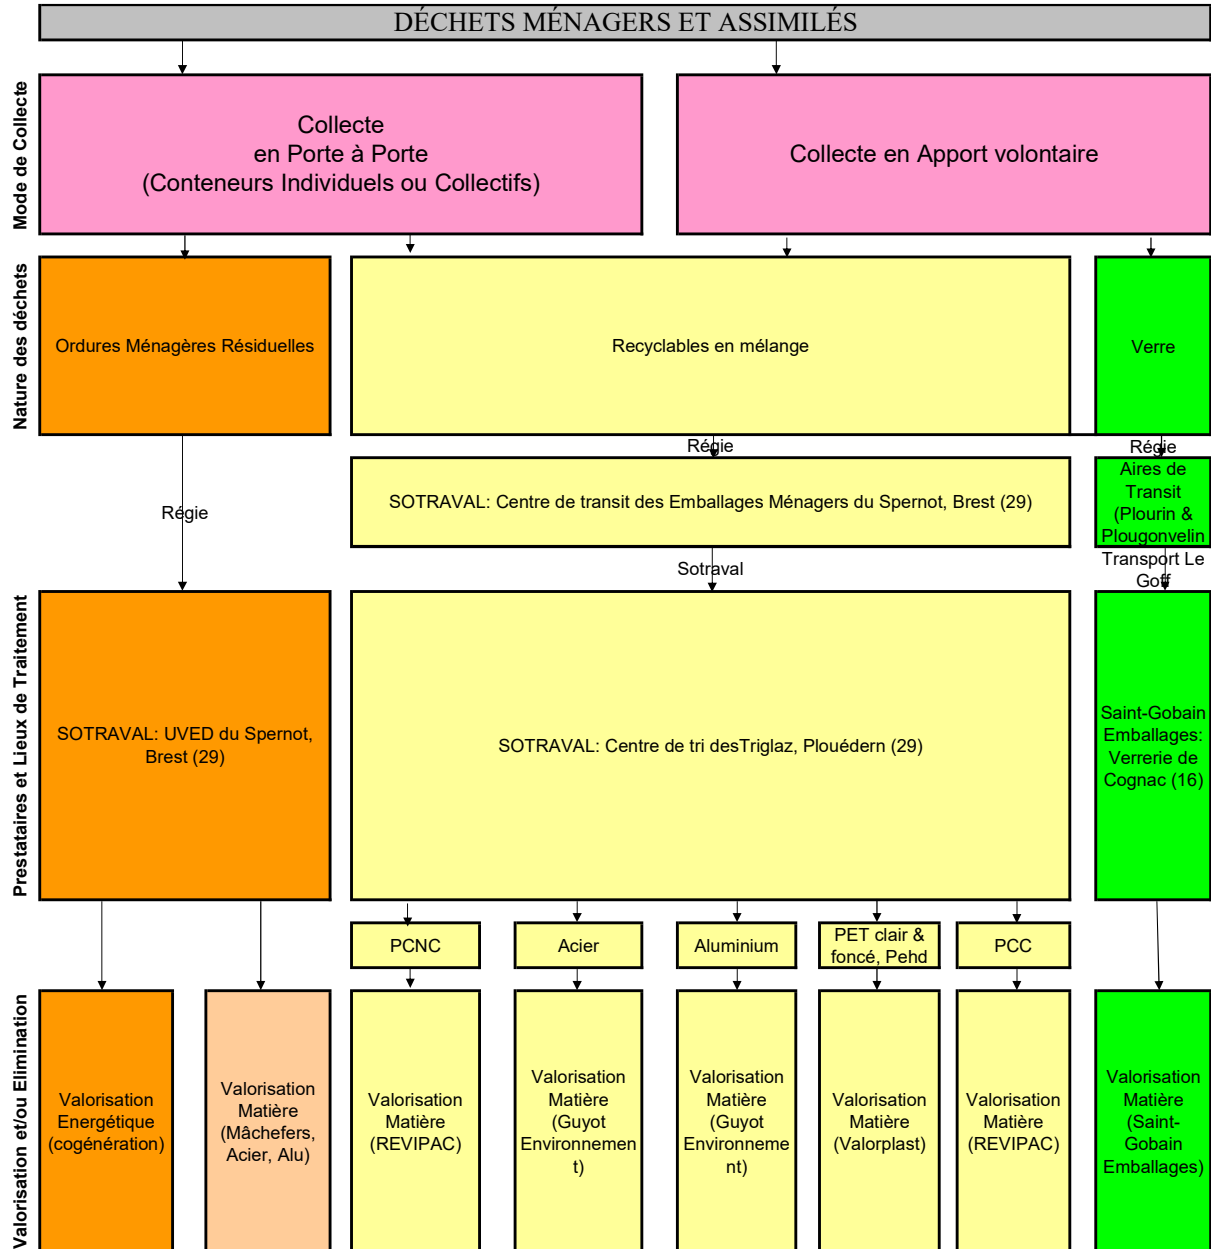 DÉCHETS MÉNAGERS ET ASSIMILÉS
Mode de Collecte
Collecte
en Porte à Porte
(Conteneurs Individuels ou Collectifs)
Collecte en Apport volontaire
Nature des déchets
Ordures Ménagères Résiduelles
Recyclables en mélange
Verre
Régie
Régie
Régie
SOTRAVAL: Centre de transit des Emballages Ménagers du Spernot, Brest (29)
Aires de
Transit
(Plourin &
Plougonvelin
Sotraval
Transport Le
Goff
Prestataires et Lieux de Traitement
SOTRAVAL: UVED du Spernot,
Brest (29)
SOTRAVAL: Centre de tri desTriglaz, Plouédern (29)
Saint-Gobain
Emballages:
Verrerie de
Cognac (16)
PCNC
Acier
Aluminium
PET clair &
foncé, Pehd
PCC
Valorisation et/ou Elimination
Valorisation
Energétique
(cogénération)
Valorisation
Matière
(Mâchefers,
Acier, Alu)
Valorisation
Matière
(REVIPAC)
Valorisation
Matière
(Guyot
Environnemen
t)
Valorisation
Matière
(Guyot
Environneme
nt)
Valorisation
Matière
(Valorplast)
Valorisation
Matière
(REVIPAC)
Valorisation
Matière
(Saint-
Gobain
Emballages)